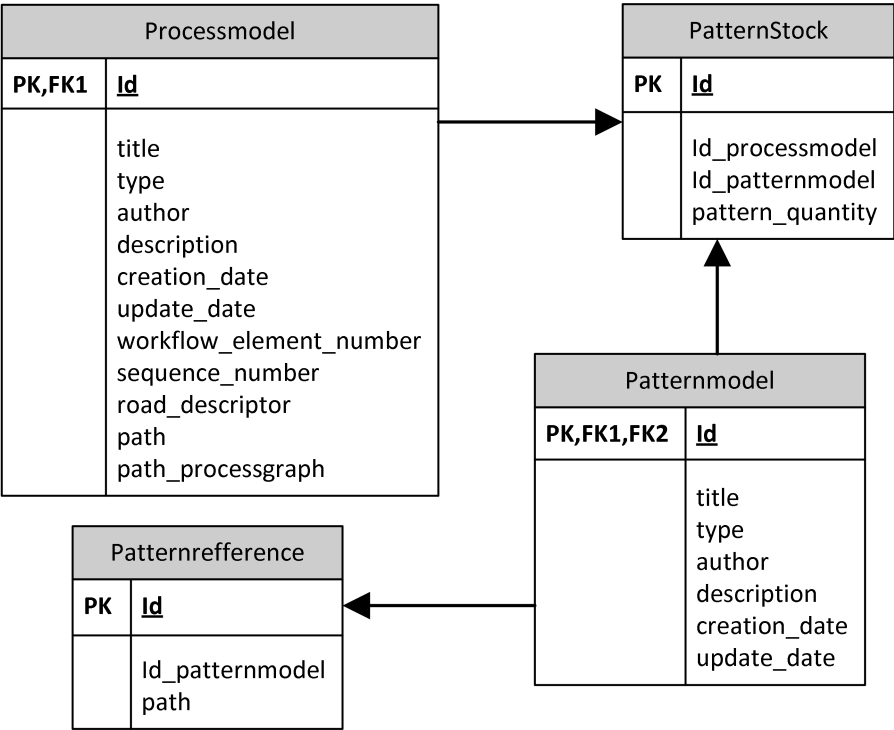 Processmodel
PK,FK1 Id
title
type
author
description
creation_date
update_date
workflow_element_number
sequence_number
road_descriptor
path
path_processgraph
PatternStock
PK Id
Id_processmodel
Id_patternmodel
pattern_quantity
Patternmodel
PK,FK1,FK2 Id
title
type
author
description
creation_date
update_date
Patternrefference
PK Id
Id_patternmodel
path